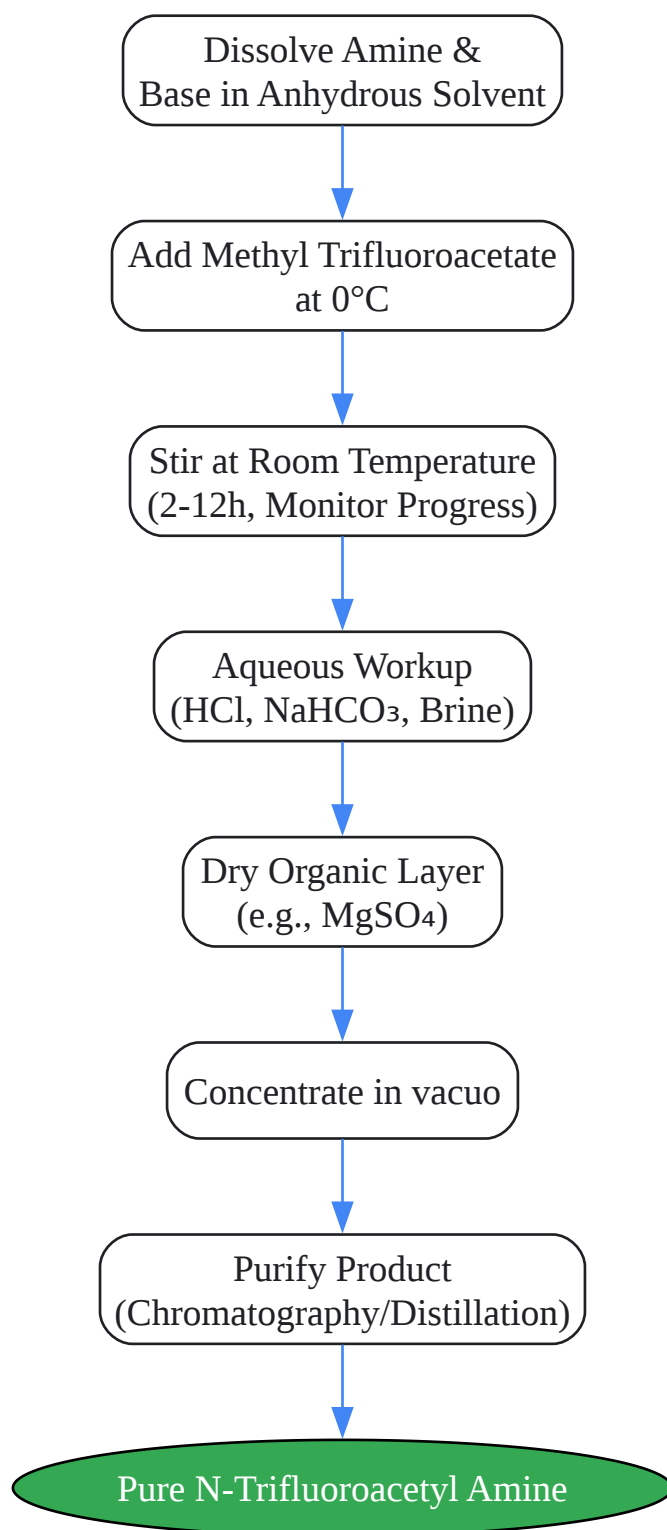 Dissolve Amine &
Base in Anhydrous Solvent
Add Methyl Trifluoroacetate
at 0°C
Stir at Room Temperature
(2-12h, Monitor Progress)
Aqueous Workup
(HCl, NaHCO₃, Brine)
Dry Organic Layer
(e.g., MgSO₄)
Concentrate in vacuo
Purify Product
(Chromatography/Distillation)
Pure N-Trifluoroacetyl Amine